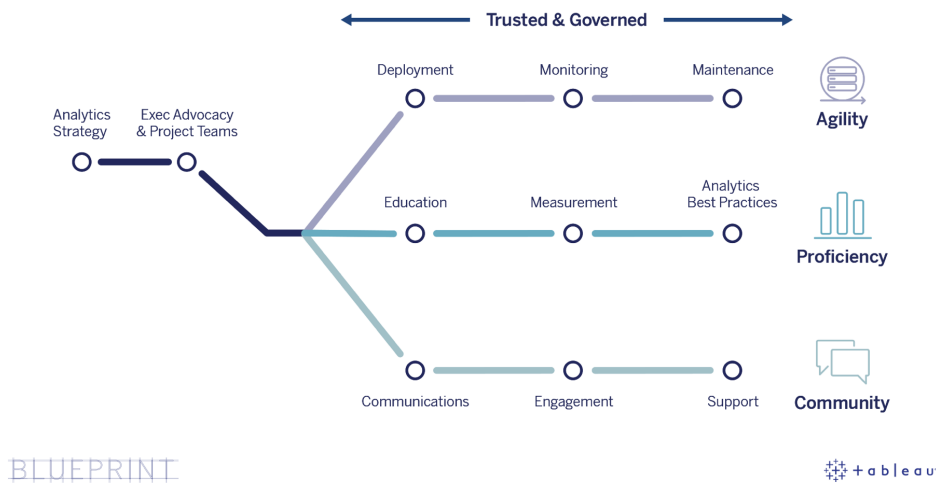 Trusted & Governed
Deployment
Monitoring
Maintenance
Agility
Analytics
Strategy
Exec Advocacy
& Project Teams
Education
Measurement
Analytics
Best Practices
Proficiency
Communications
Engagement
Support
Community
BLUEPRINT
+ableau